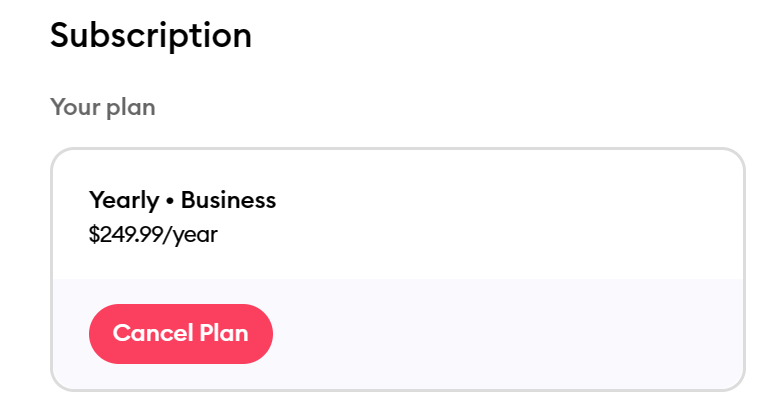 Subscription
Your plan
Yearly • Business
$249.99/year
Cancel Plan